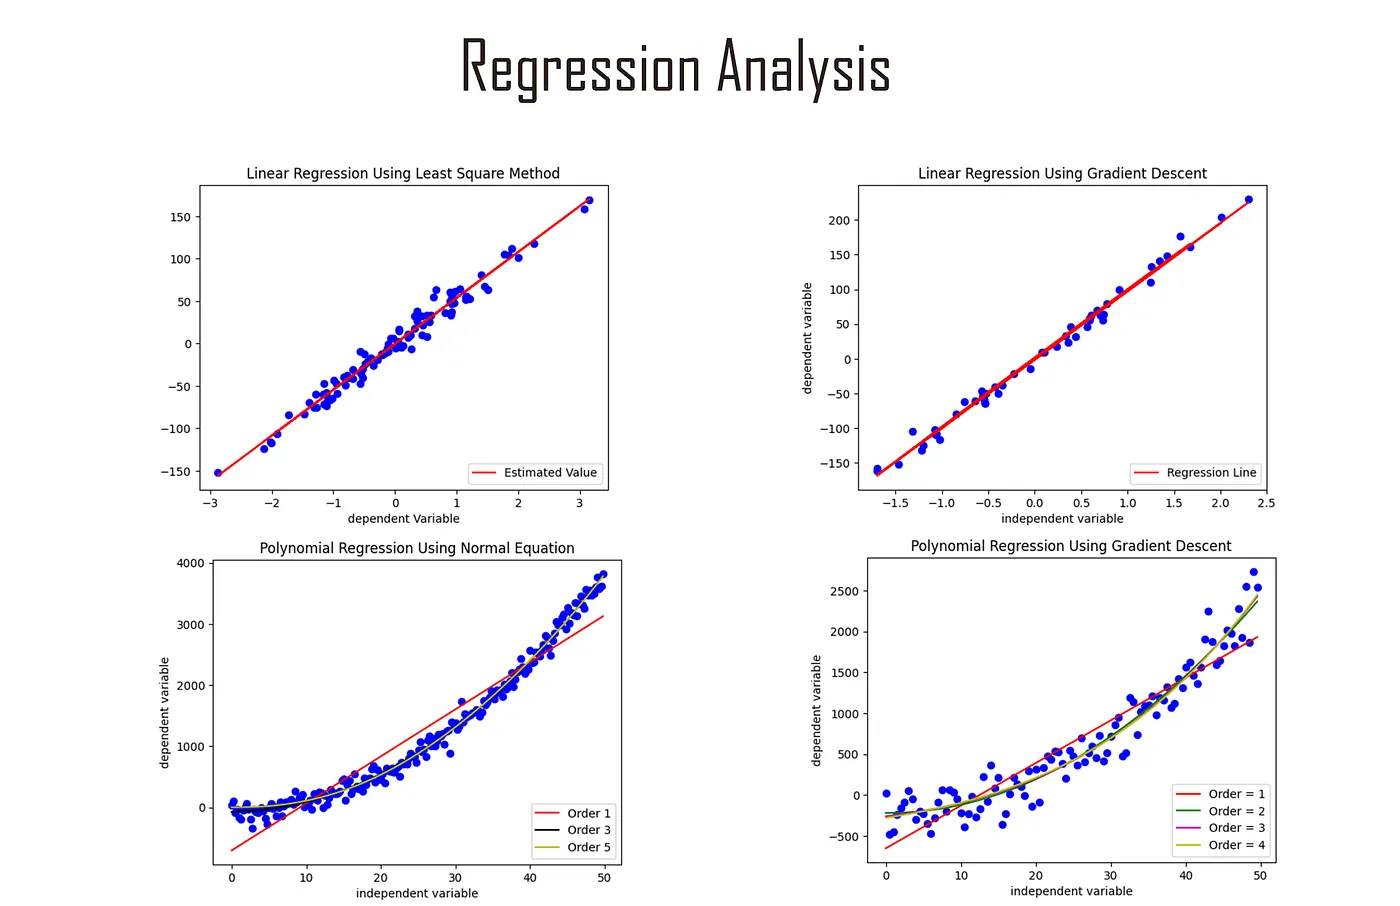 Regression Analysis
Linear Regression Using Least Square Method
150
100
50
0
−50
−100
−150
−3 −2 −1 0 1 2 3
dependent Variable
Estimated Value
Linear Regression Using Gradient Descent
dependent variable
200
150
100
50
0
−50
−100
−150
−1.5 −1.0 −0.5 0.0 0.5 1.0 1.5 2.0 2.5
independent variable
Regression Line
Polynomial Regression Using Normal Equation
dependent variable
4000
3000
2000
1000
0
0 10 20 30 40 50
independent variable
Order 1
Order 3
Order 5
Polynomial Regression Using Gradient Descent
dependent variable
2500
2000
1500
1000
500
0
−500
0 10 20 30 40 50
independent variable
Order = 1
Order = 2
Order = 3
Order = 4